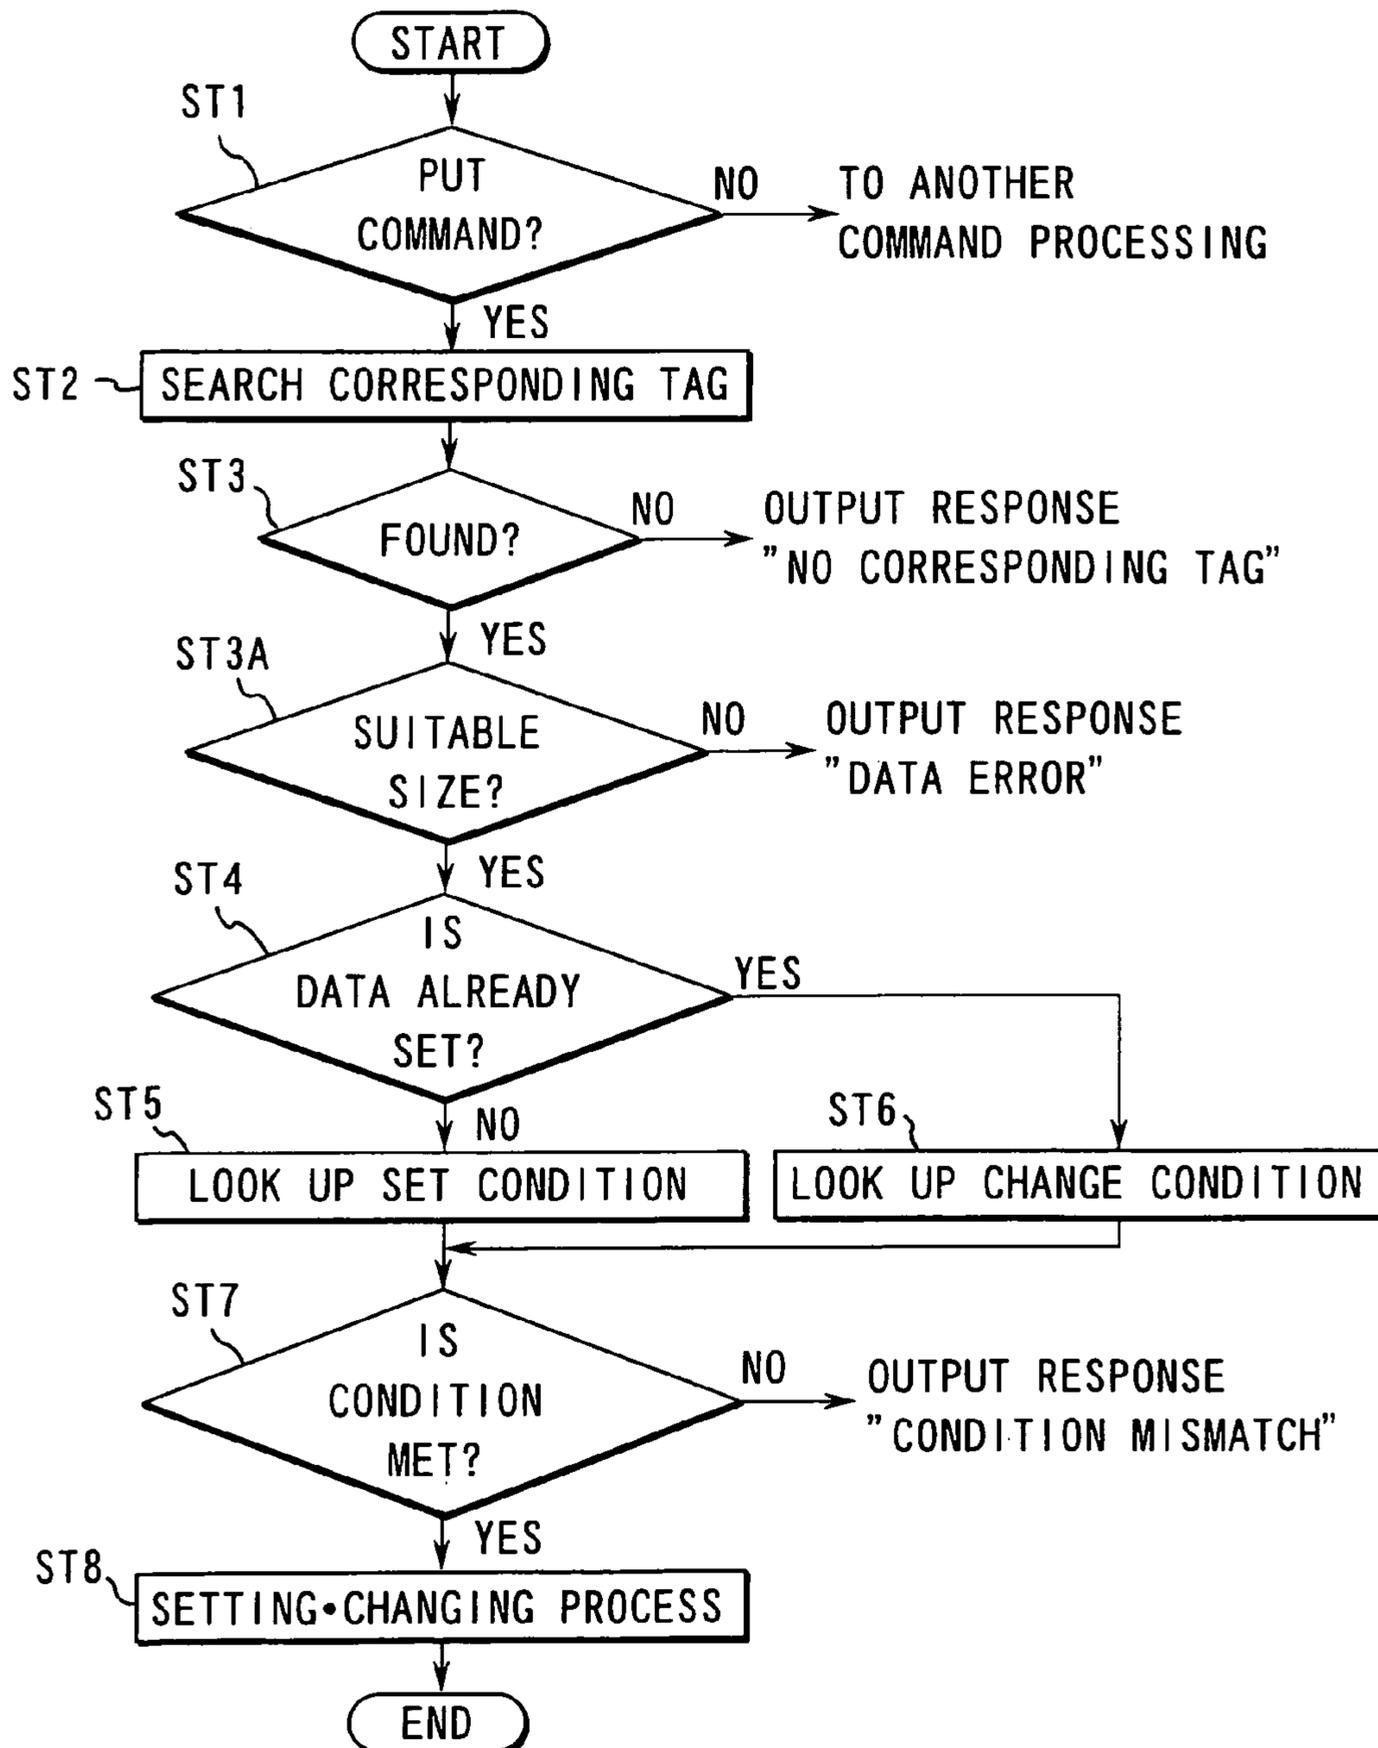 START
ST1
PUT
COMMAND?
NO
TO ANOTHER
COMMAND PROCESSING
YES
ST2
SEARCH CORRESPONDING TAG
ST3
FOUND?
NO
OUTPUT RESPONSE
"NO CORRESPONDING TAG"
YES
ST3A
SUITABLE
SIZE?
NO
OUTPUT RESPONSE
"DATA ERROR"
YES
ST4
IS
DATA ALREADY
SET?
YES
NO
ST5
LOOK UP SET CONDITION
ST6
LOOK UP CHANGE CONDITION
ST7
IS
CONDITION
MET?
NO
OUTPUT RESPONSE
"CONDITION MISMATCH"
YES
ST8
SETTING•CHANGING PROCESS
END